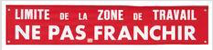 LIMITE DE LA ZONE DE TRAVAIL
NE PAS FRANCHIR